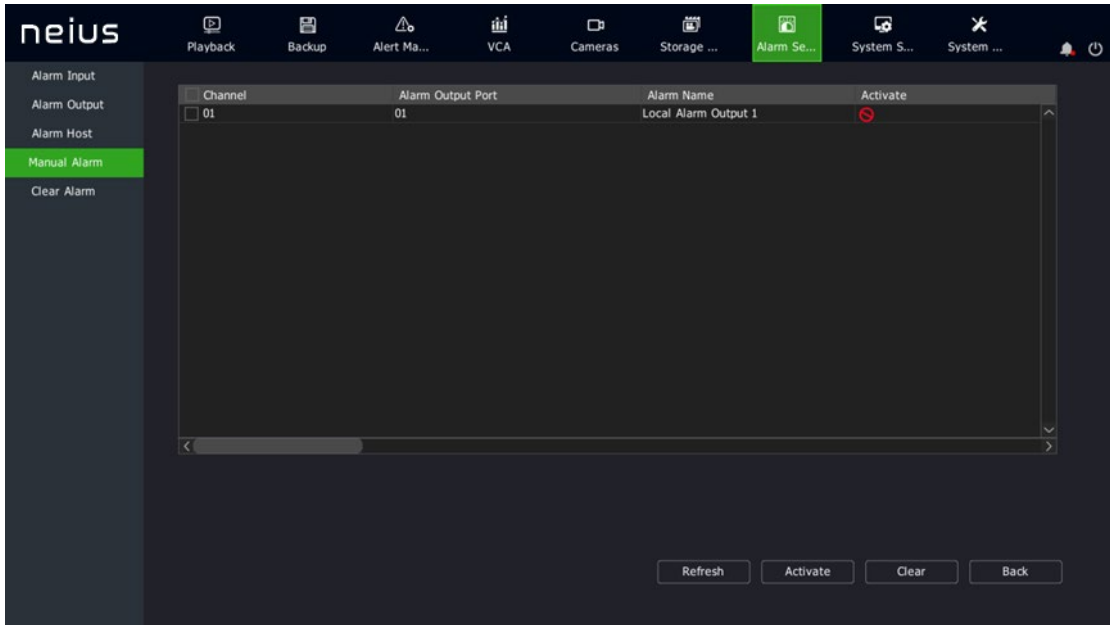 neius
Playback Backup Alert Ma... VCA Cameras Storage ... Alarm Se... System S... System ...
Alarm Input
Alarm Output
Alarm Host
Manual Alarm
Clear Alarm
Channel Alarm Output Port Alarm Name Activate
01 01 Local Alarm Output 1
Refresh Activate Clear Back